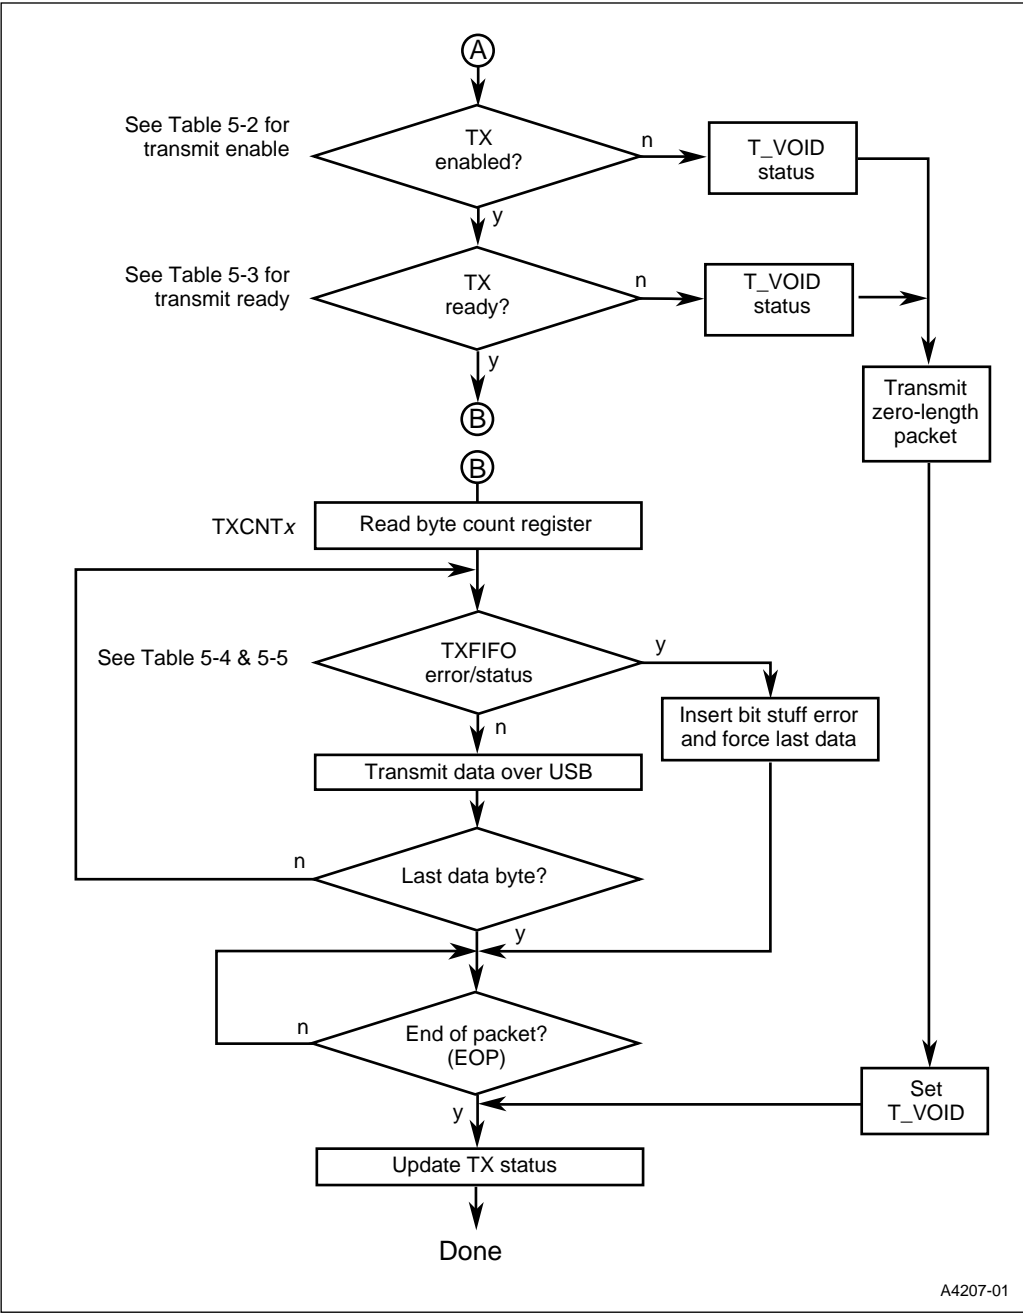 A
See Table 5-2 for
transmit enable
TX
enabled?
n
T_VOID
status
y
See Table 5-3 for
transmit ready
TX
ready?
n
T_VOID
status
y
Transmit
zero-length
packet
B
B
TXCNTx
Read byte count register
See Table 5-4 & 5-5
TXFIFO
error/status
y
Insert bit stuff error
and force last data
n
Transmit data over USB
n
Last data byte?
y
n
End of packet?
(EOP)
Set
T_VOID
y
Update TX status
Done
A4207-01